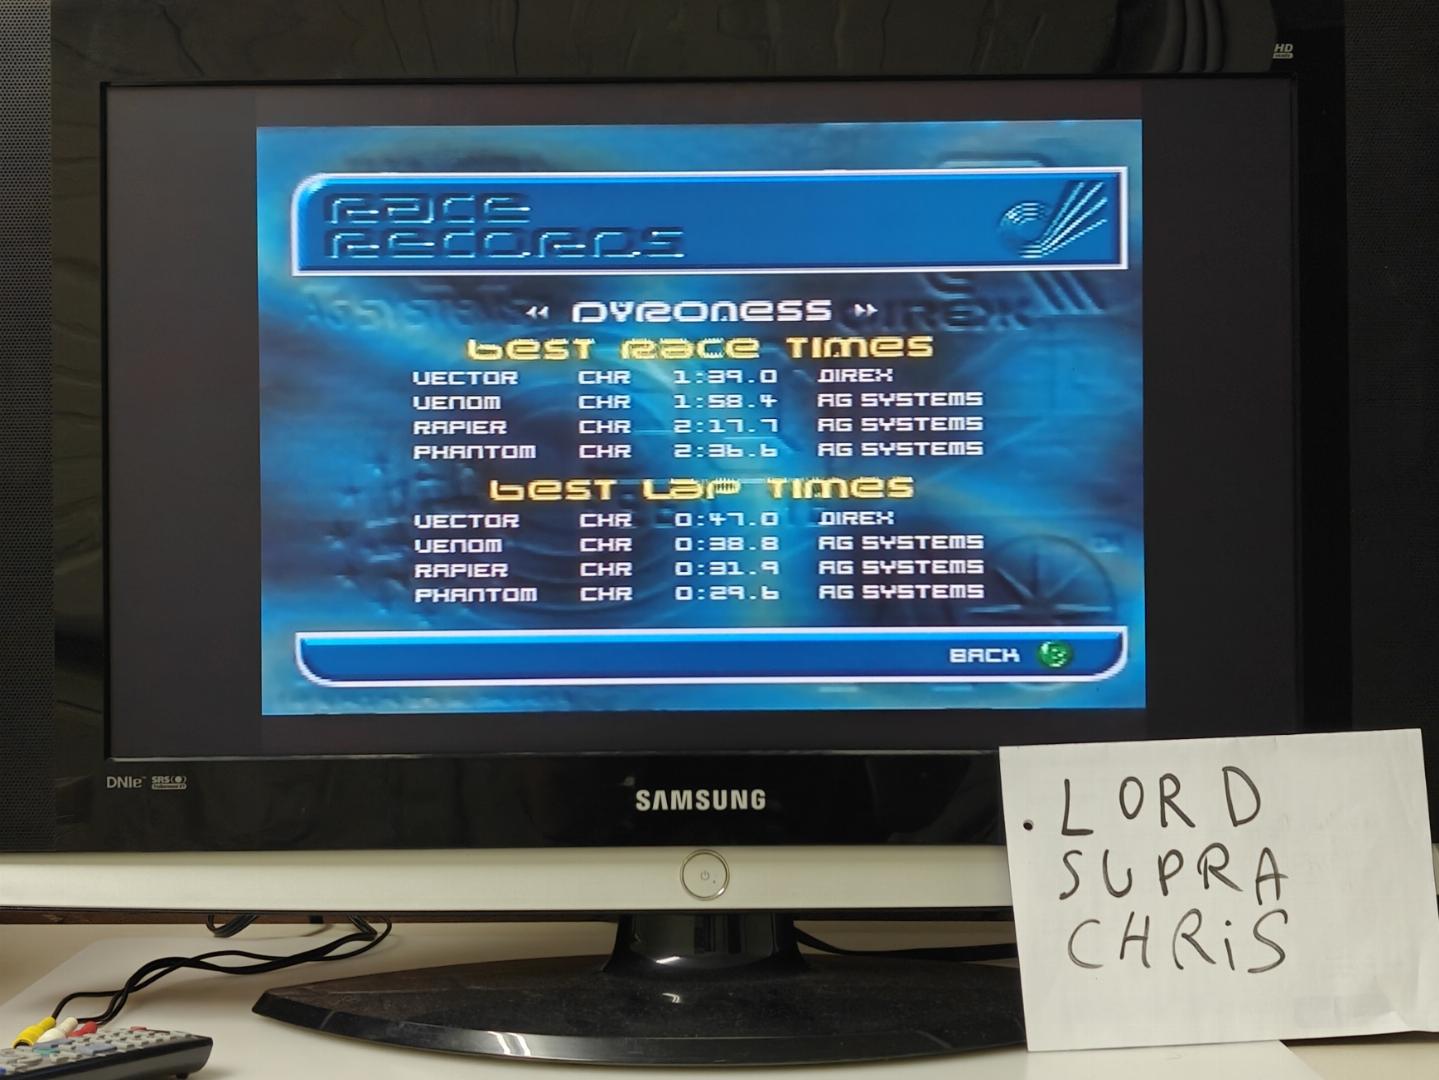 HD
RACE
RECORDS
DYRONESS
BEST RACE TIMES
VECTOR CHR 1:39.0 DIREX
VENOM CHR 1:58.4 AG SYSTEMS
RAPIER CHR 2:17.7 AG SYSTEMS
PHANTOM CHR 2:36.6 AG SYSTEMS
BEST LAP TIMES
VECTOR CHR 0:47.0 DIREX
VENOM CHR 0:38.8 AG SYSTEMS
RAPIER CHR 0:31.9 AG SYSTEMS
PHANTOM CHR 0:29.6 AG SYSTEMS
BACK B
DNIe SRS
SAMSUNG
LORD
SUPRA
CHRiS